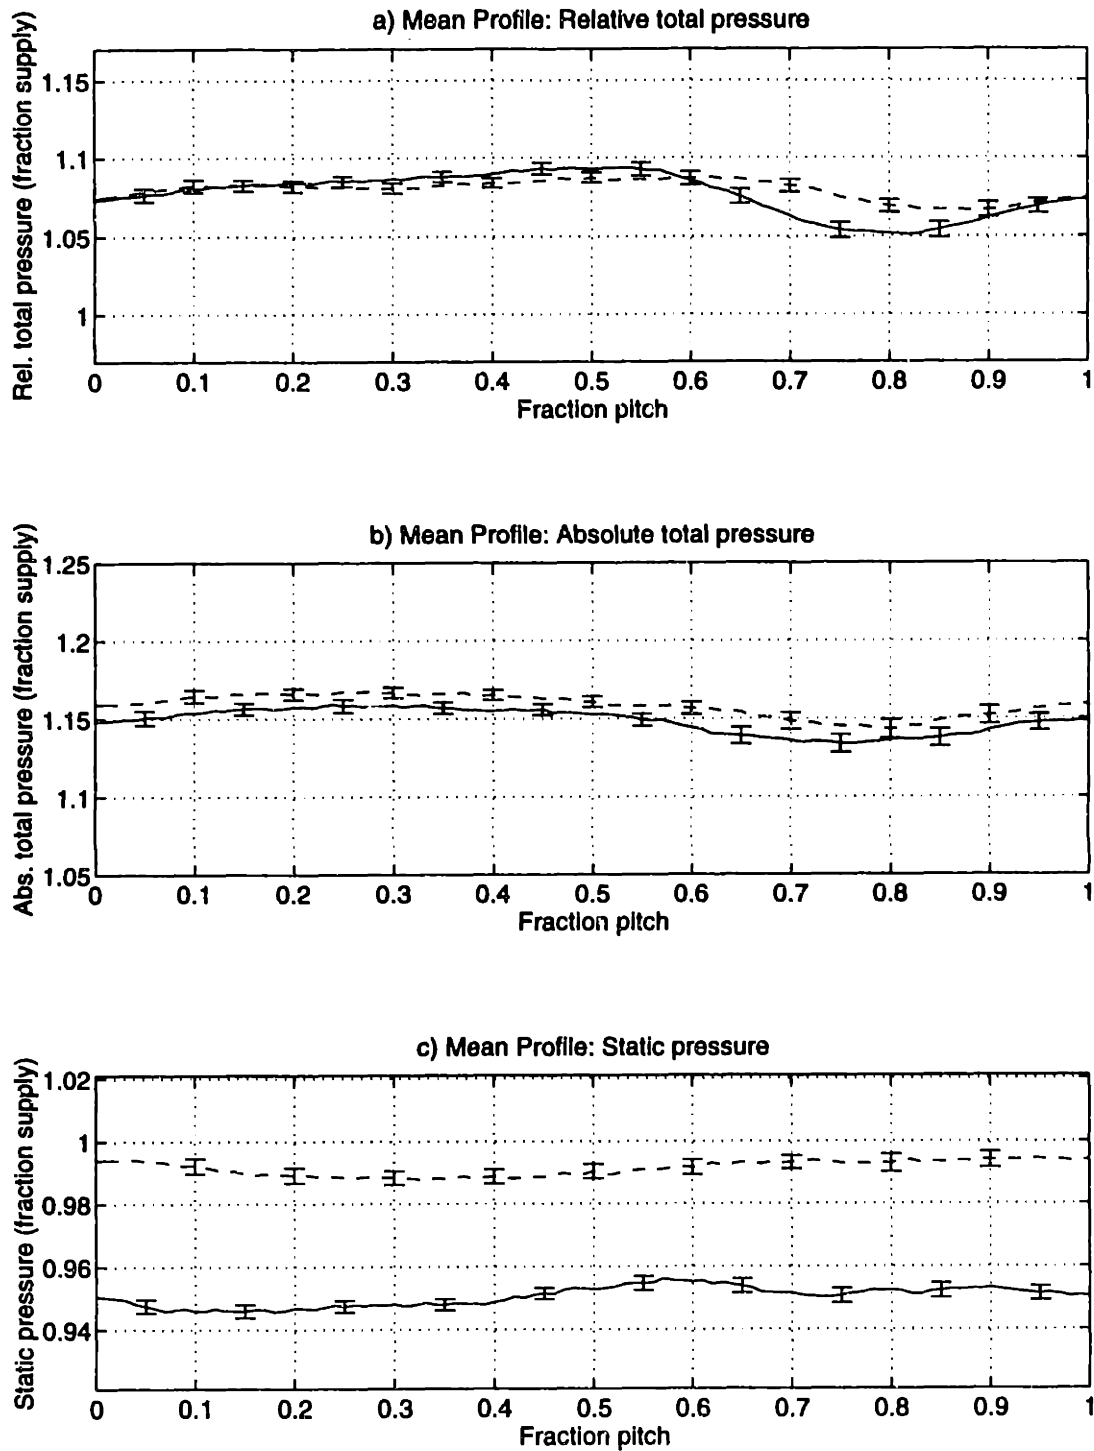 a) Mean Profile: Relative total pressure
Rel. total pressure (fraction supply)
1.15
1.1
1.05
1
0 0.1 0.2 0.3 0.4 0.5 0.6 0.7 0.8 0.9 1
Fraction pitch
b) Mean Profile: Absolute total pressure
Abs. total pressure (fraction supply)
1.25
1.2
1.15
1.1
1.05
0 0.1 0.2 0.3 0.4 0.5 0.6 0.7 0.8 0.9 1
Fraction pitch
c) Mean Profile: Static pressure
Static pressure (fraction supply)
1.02
1
0.98
0.96
0.94
0 0.1 0.2 0.3 0.4 0.5 0.6 0.7 0.8 0.9 1
Fraction pitch